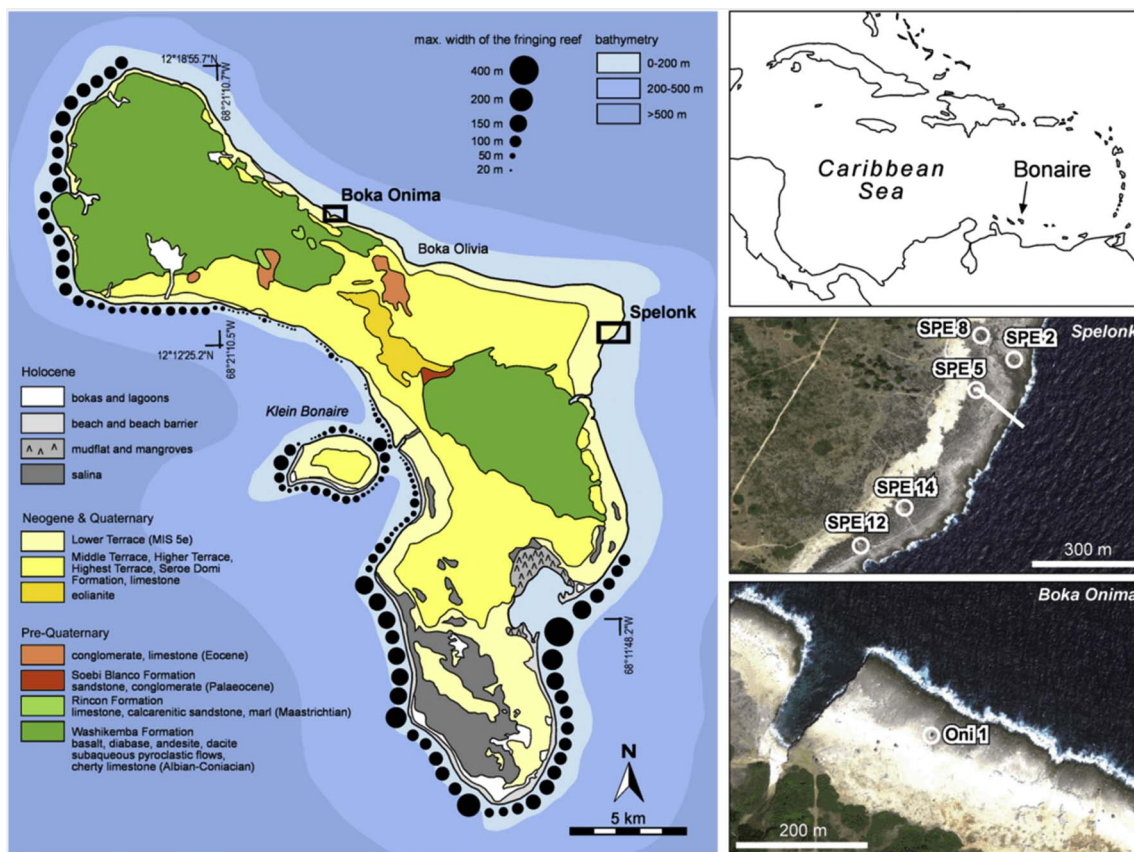 max. width of the fringing reef
400 m
200 m
150 m
100 m
50 m
20 m
bathymetry
0-200 m
200-500 m
>500 m
12°18'55.7"N
68°21'10.7"W
Boka Onima
Boka Olivia
Spelonk
12°12'25.2"N
68°21'10.5"W
Klein Bonaire
68°11'48.2"W
Holocene
bokas and lagoons
beach and beach barrier
mudflat and mangroves
salina
Neogene & Quaternary
Lower Terrace (MIS 5e)
Middle Terrace, Higher Terrace,
Highest Terrace, Seroe Domi
Formation, limestone
eolianite
Pre-Quaternary
conglomerate, limestone (Eocene)
Soebi Blanco Formation
sandstone, conglomerate (Palaeocene)
Rincon Formation
limestone, calcarenitic sandstone, marl (Maastrichtian)
Washikemba Formation
basalt, diabase, andesite, dacite
subaqueous pyroclastic flows,
cherty limestone (Albian-Coniacian)
N
5 km
Caribbean
Sea
Bonaire
Spelonk
SPE 8
SPE 2
SPE 5
SPE 14
SPE 12
300 m
Boka Onima
Oni 1
200 m